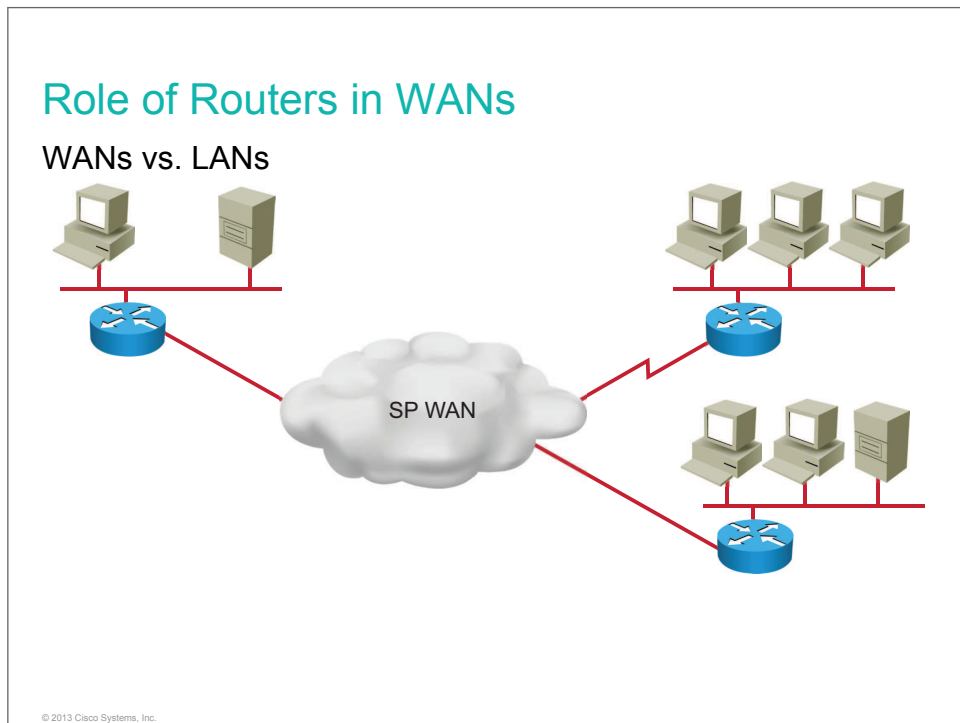 Role of Routers in WANs
WANs vs. LANs
SP WAN
© 2013 Cisco Systems, Inc.